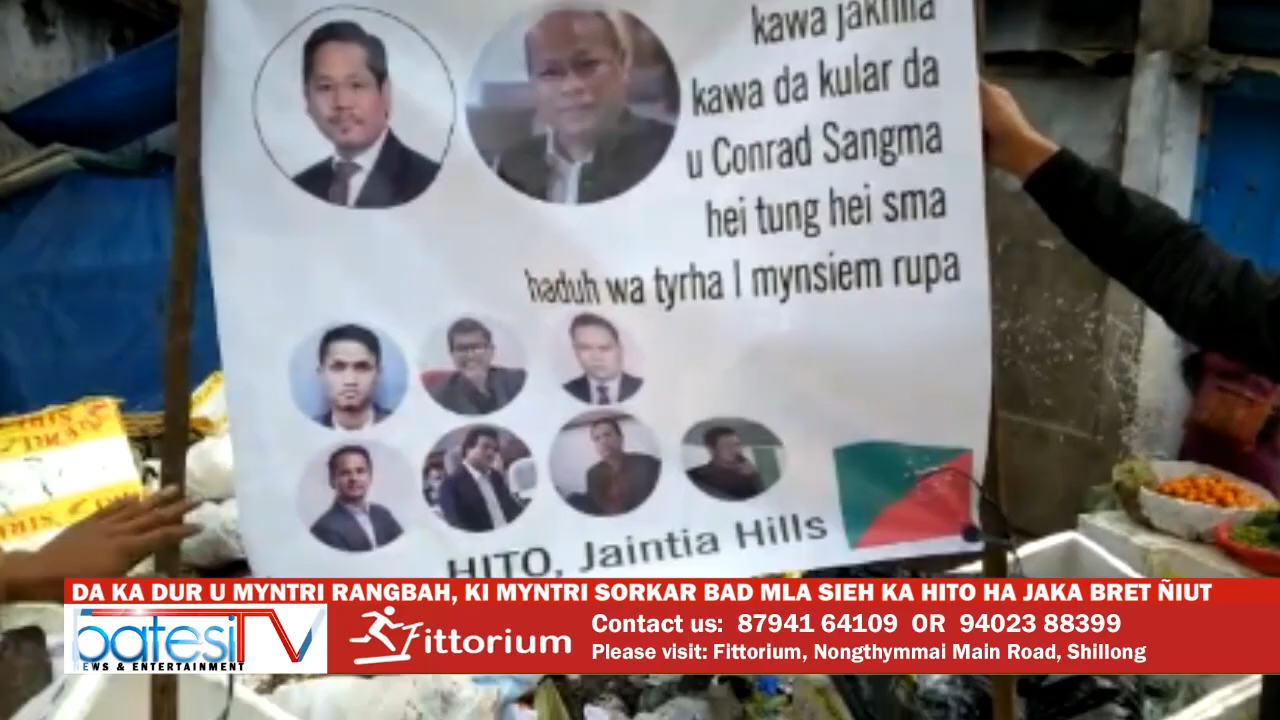 kawa jakhlia
kawa da kular da
u Conrad Sangma
hei tung hei sma
haduh wa tyrha I mynsiem rupa
HITO, Jaintia Hills
DA KA DUR U MYNTRI RANGBAH, KI MYNTRI SORKAR BAD MLA SIEH KA HITO HA JAKA BRET ÑIUT
batesi TV
NEWS & ENTERTAINMENT
Fittorium
Contact us: 87941 64109 OR 94023 88399
Please visit: Fittorium, Nongthymmai Main Road, Shillong